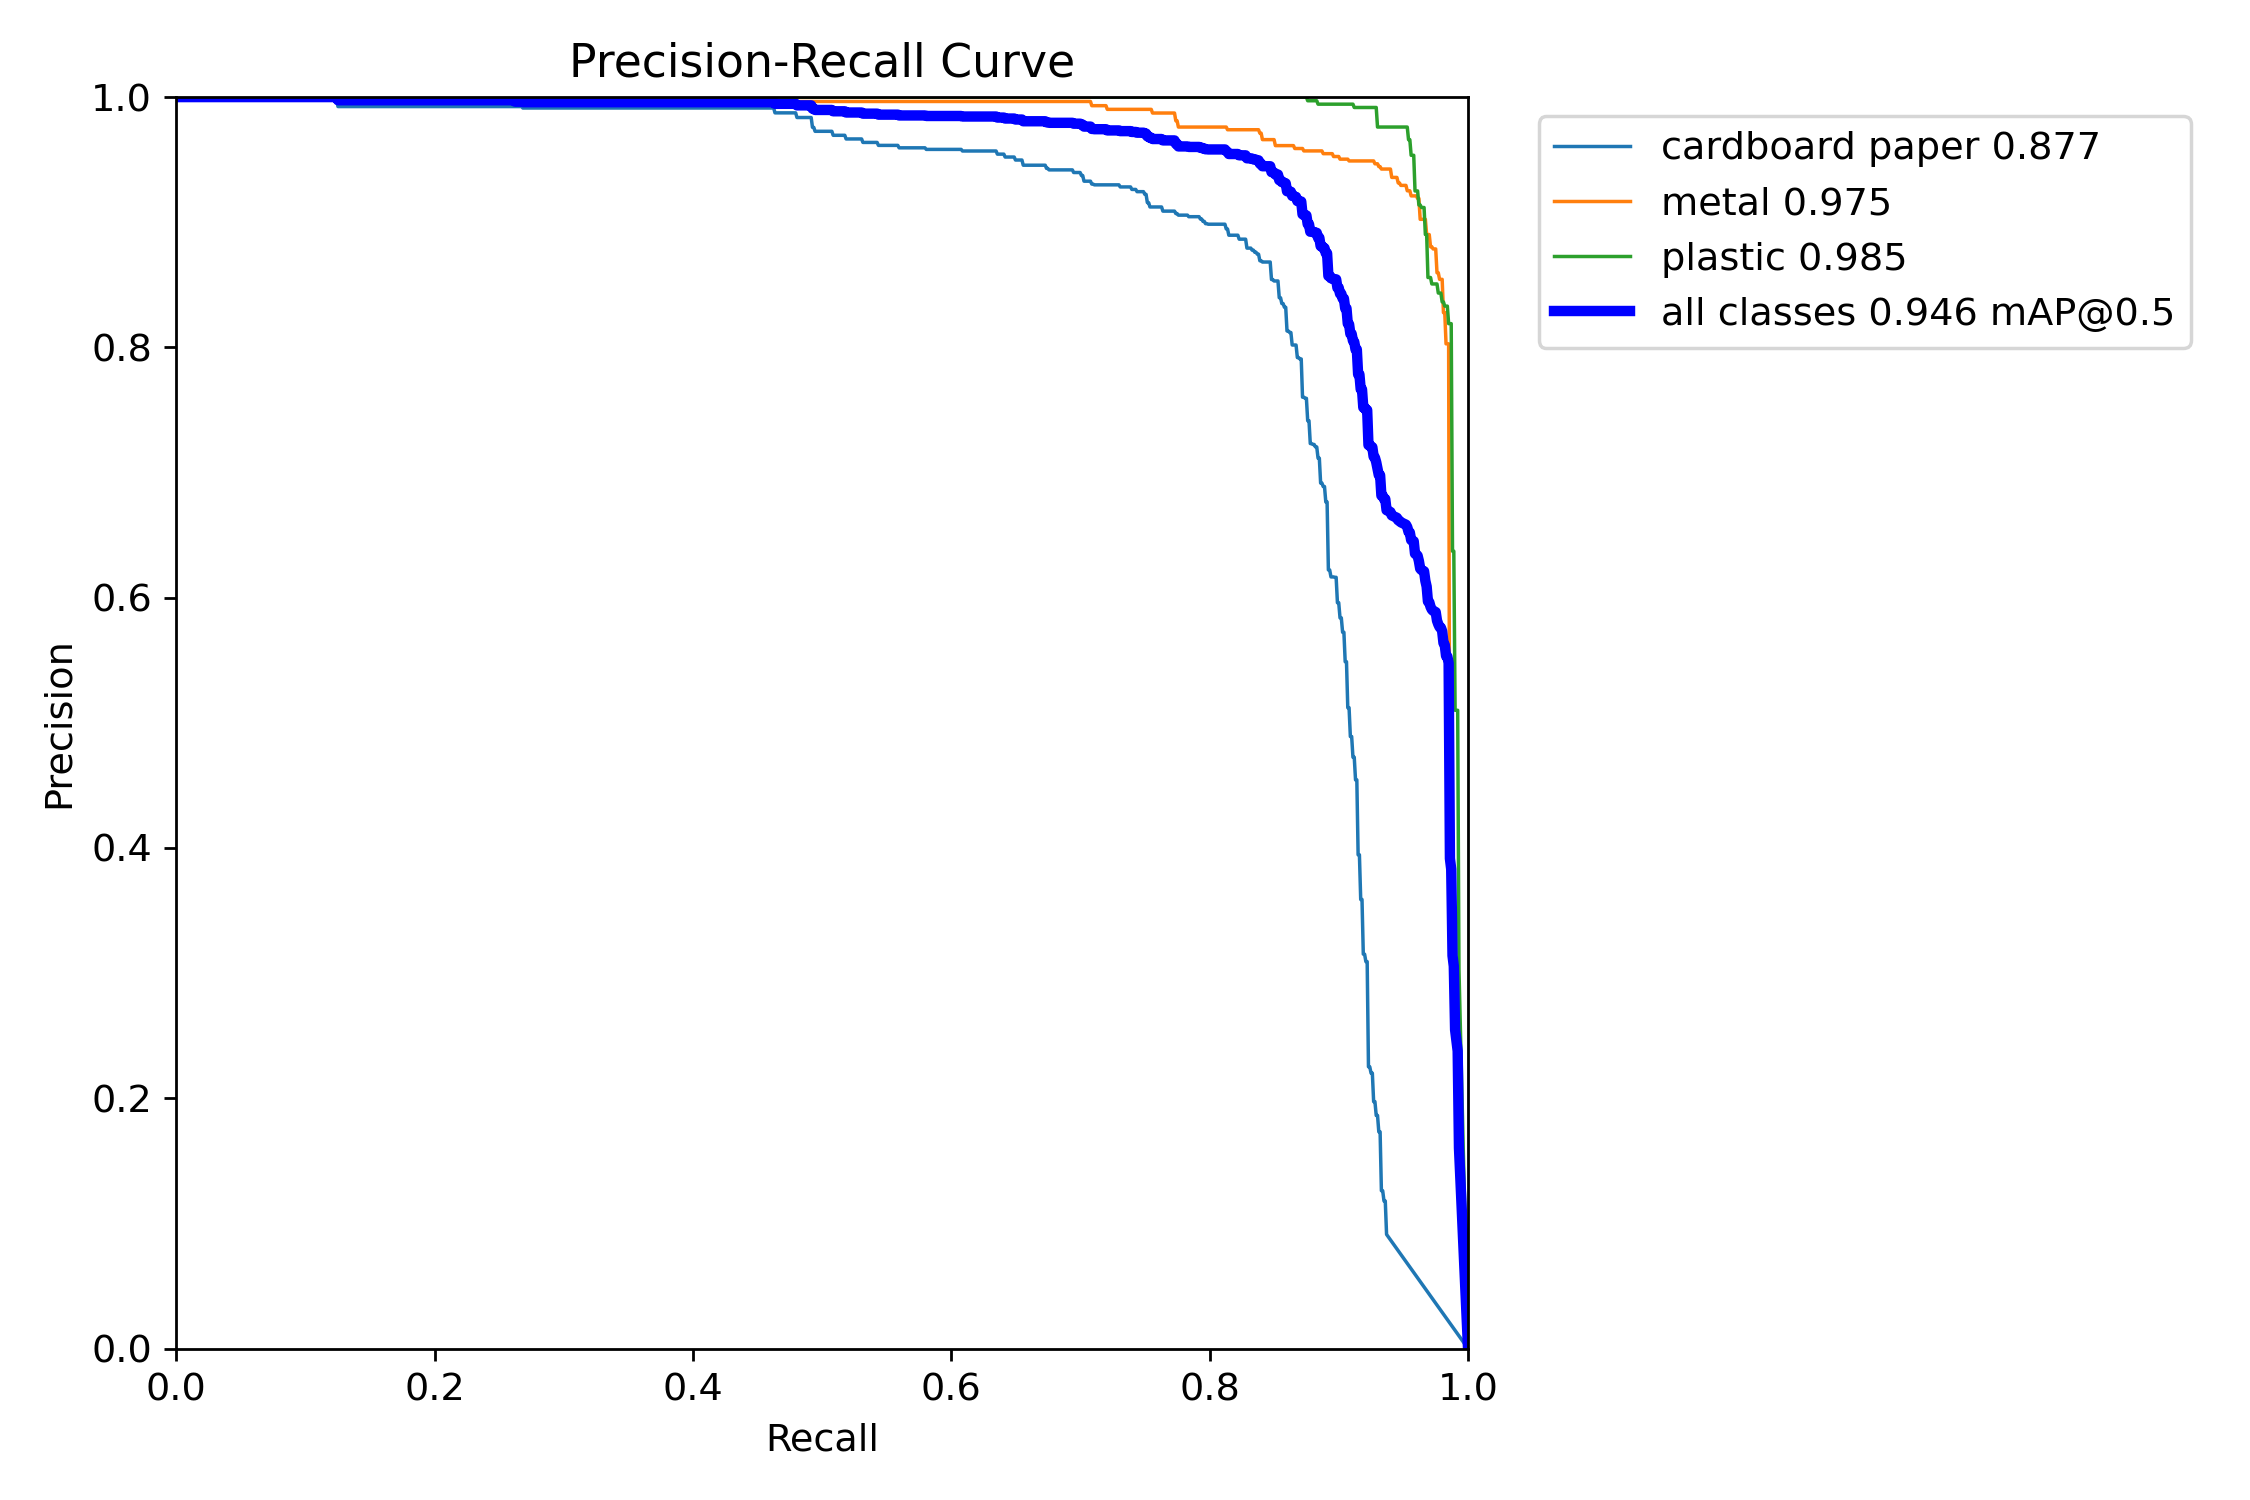 Precision-Recall Curve
1.0
0.8
0.6
0.4
0.2
0.0
Precision
0.0 0.2 0.4 0.6 0.8 1.0
Recall
cardboard paper 0.877
metal 0.975
plastic 0.985
all classes 0.946 mAP@0.5